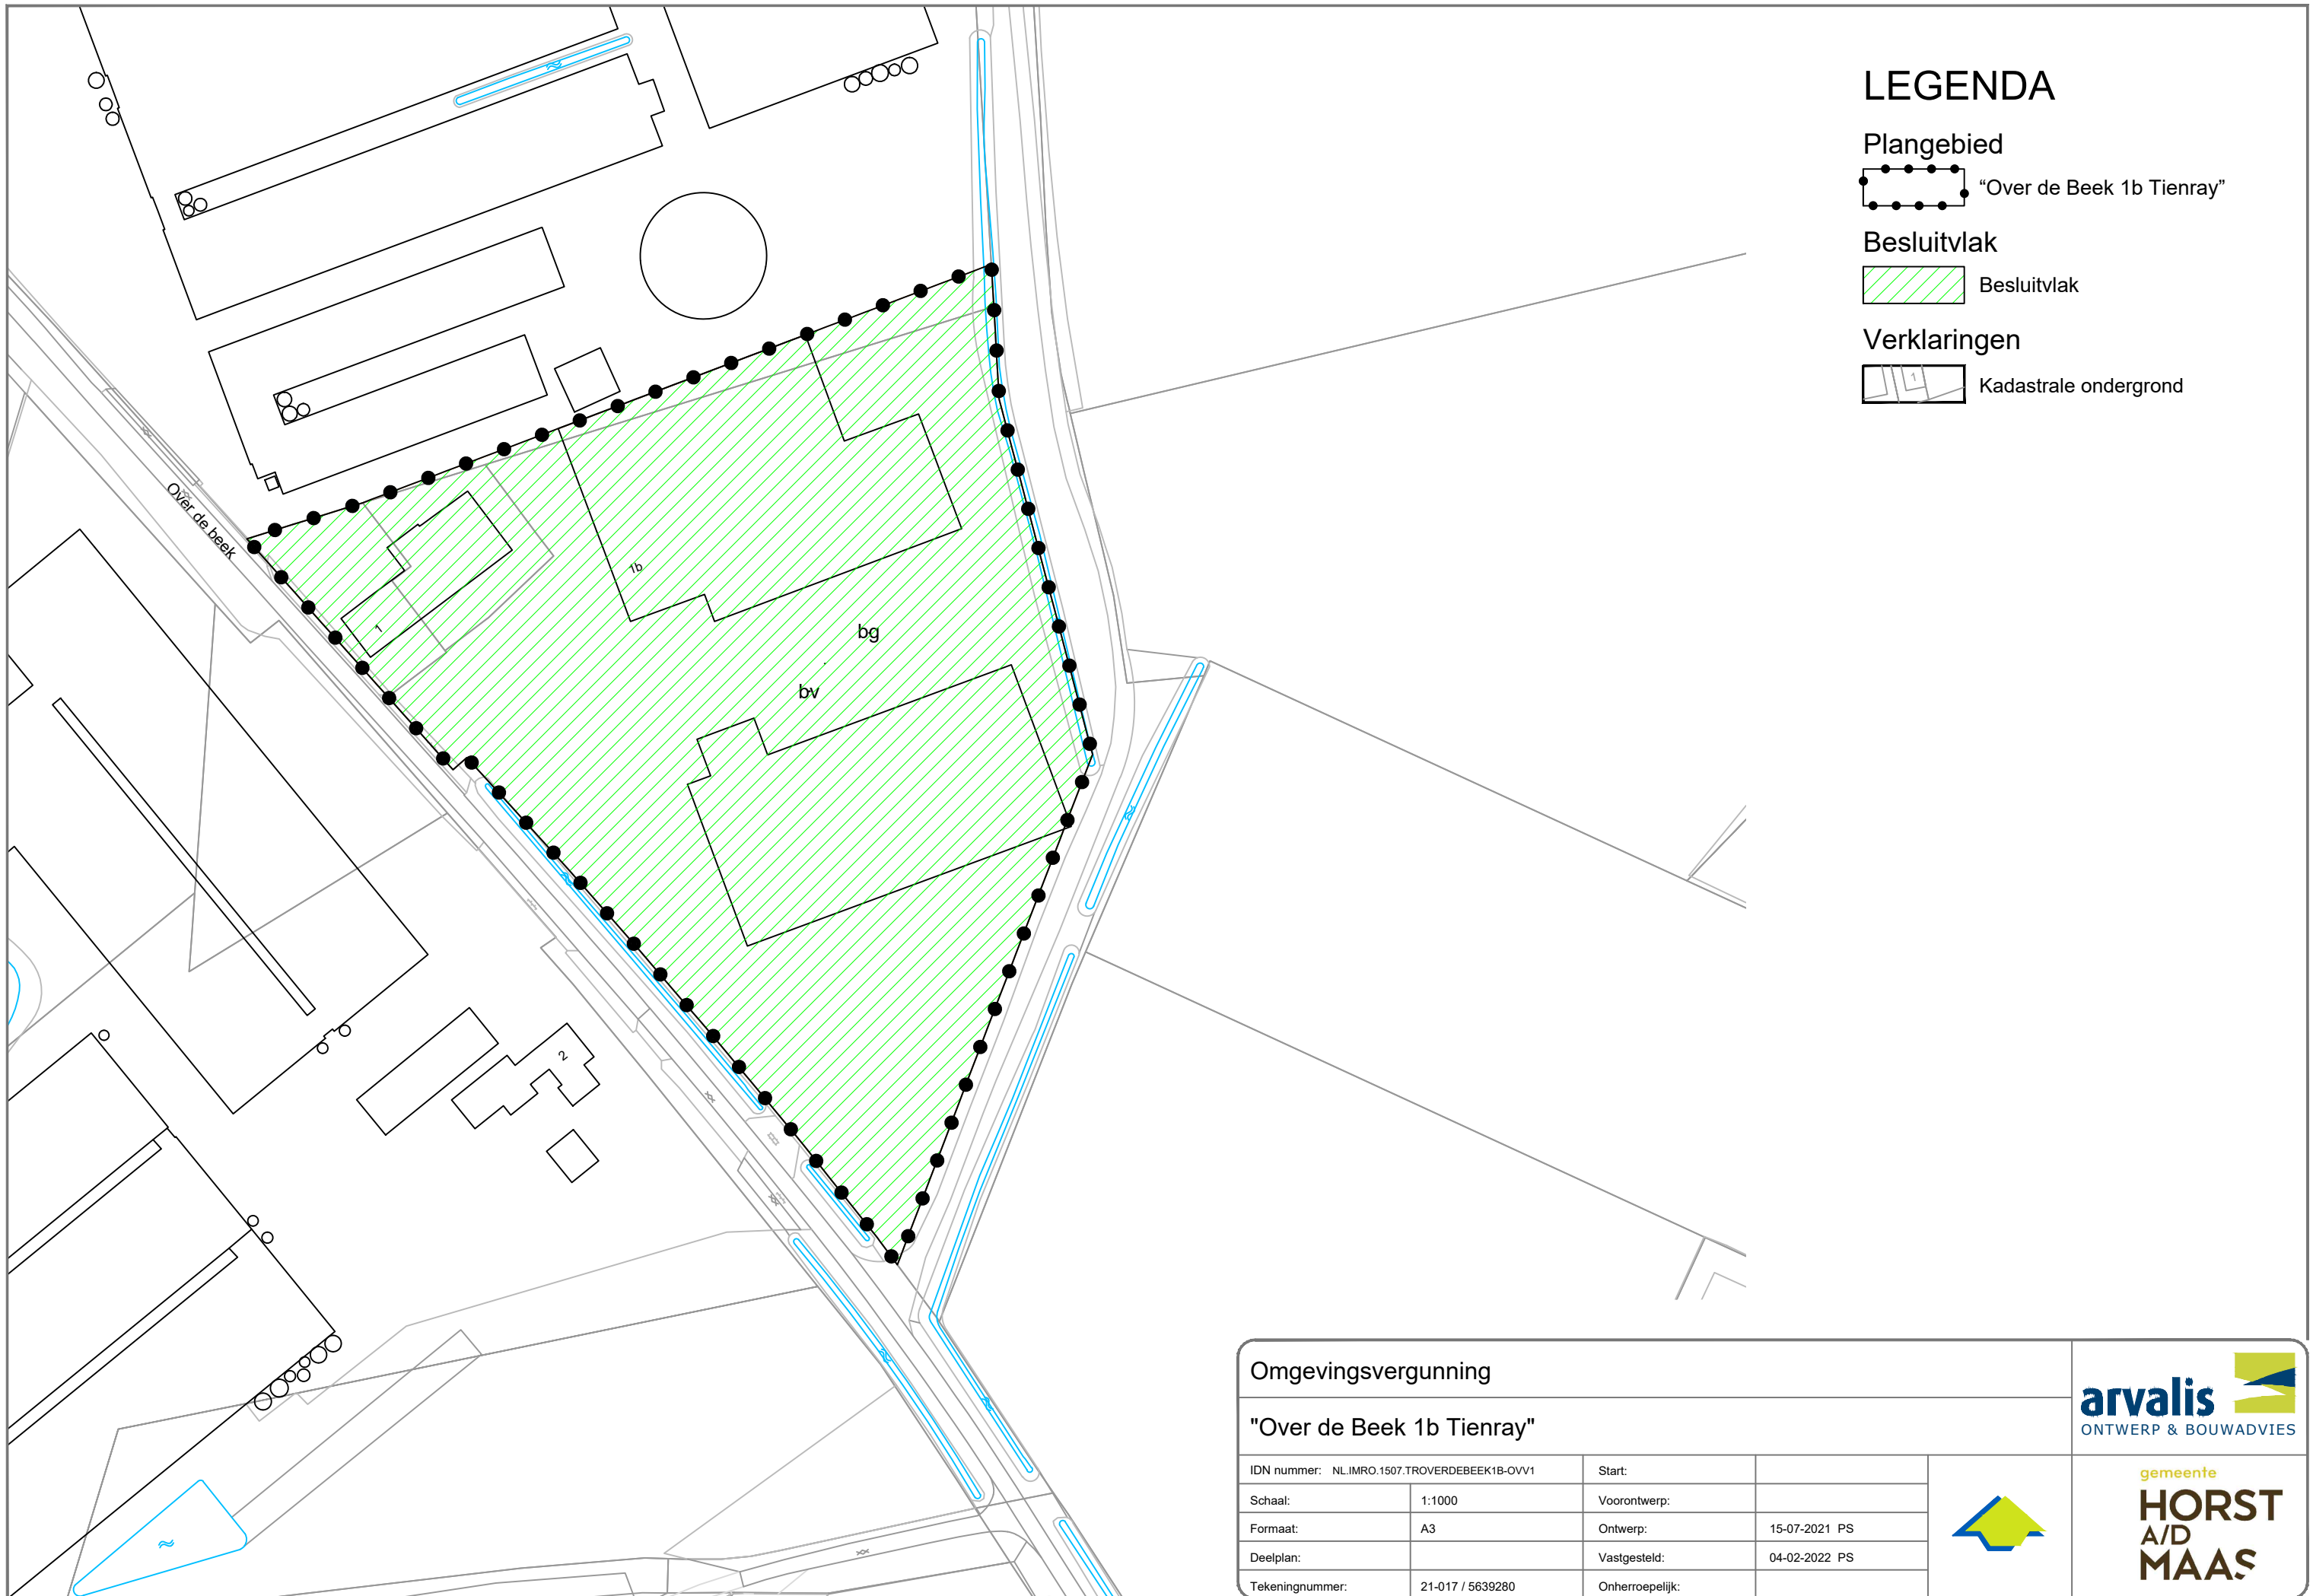 LEGENDA
Plangebied
“Over de Beek 1b Tienray”
Besluitvlak
Besluitvlak
Verklaringen
1
Kadastrale ondergrond
Over de beek
1b
1
bg
bv
2
Omgevingsvergunning
"Over de Beek 1b Tienray"
IDN nummer: NL.IMRO.1507.TROVERDEBEEK1B-OVV1 Start:
Schaal: 1:1000 Voorontwerp:
Formaat: A3 Ontwerp: 15-07-2021 PS
Deelplan: Vastgesteld: 04-02-2022 PS
Tekeningnummer: 21-017 / 5639280 Onherroepelijk:
arvalis
ONTWERP & BOUWADVIES
gemeente
HORST
A/D
MAAS